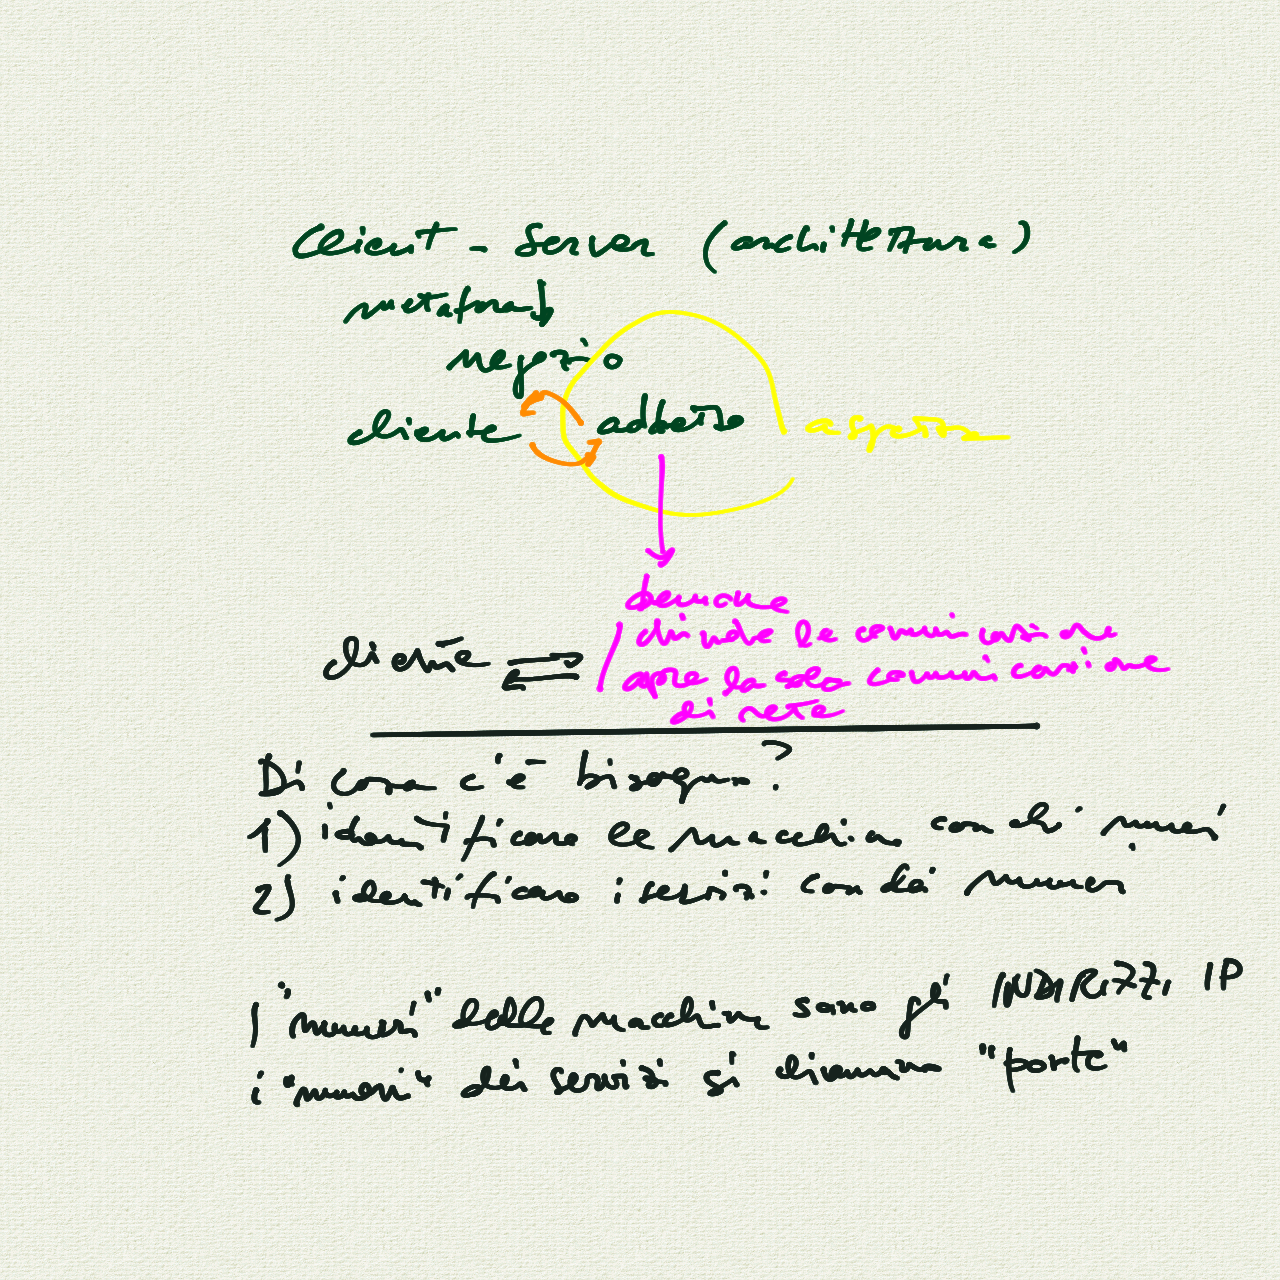 Client - Server (architettura)
metafora
negozio
cliente addetto aspetta
demone
chiude la comunicazione
cliente apre la sola comunicazione
di rete
Di cosa c'è bisogno?
1) identificare le macchine con dei numeri
2) identificare i servizi con dei numeri
I "numeri" delle macchine sono gli INDIRIZZI IP
i "numeri" dei servizi si chiamano "porte"